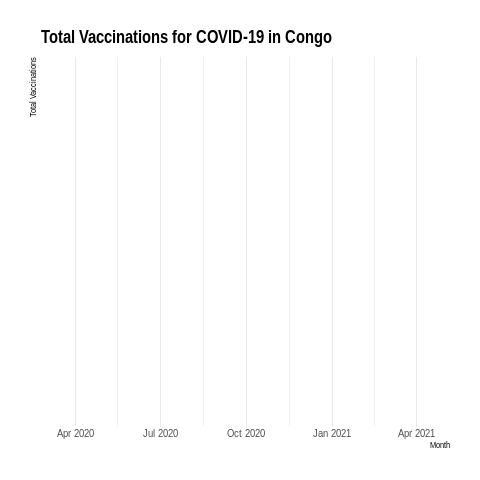 Total Vaccinations for COVID-19 in Congo
Total Vaccinations
Apr 2020
Jul 2020
Oct 2020
Jan 2021
Apr 2021
Month